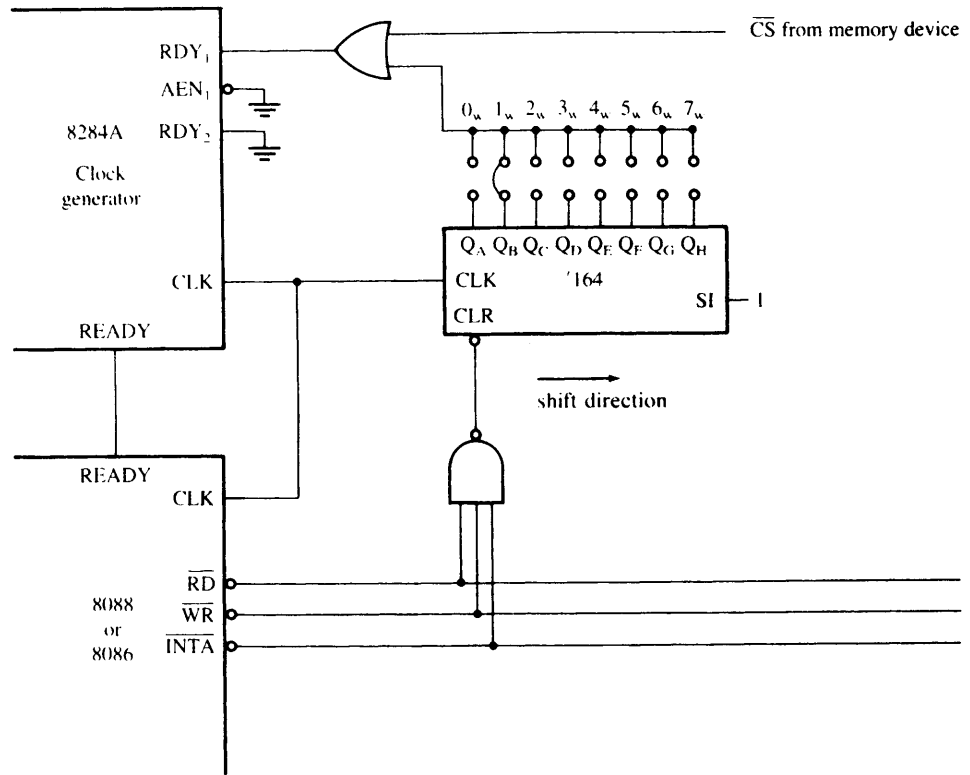 CS from memory device
RDY1
AEN1
8284A
RDY2
Clock
generator
0w 1w 2w 3w 4w 5w 6w 7w
QA QB QC QD QE QF QG QH
CLK
CLK
'164
SI
1
CLR
READY
shift direction
READY
CLK
RD
8088
WR
or
INTA
8086